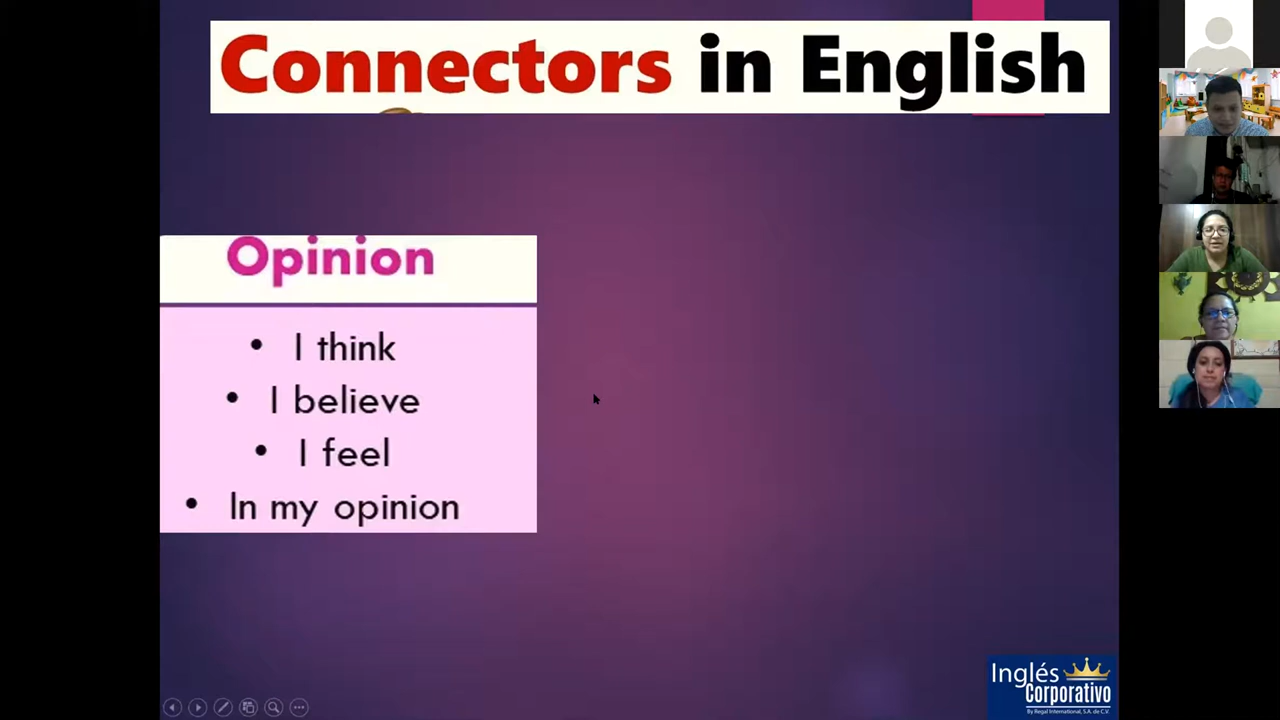 Connectors in English
Opinion
• I think
• I believe
• I feel
• In my opinion
Inglés
Corporativo
By Regal International, S.A. de C.V.